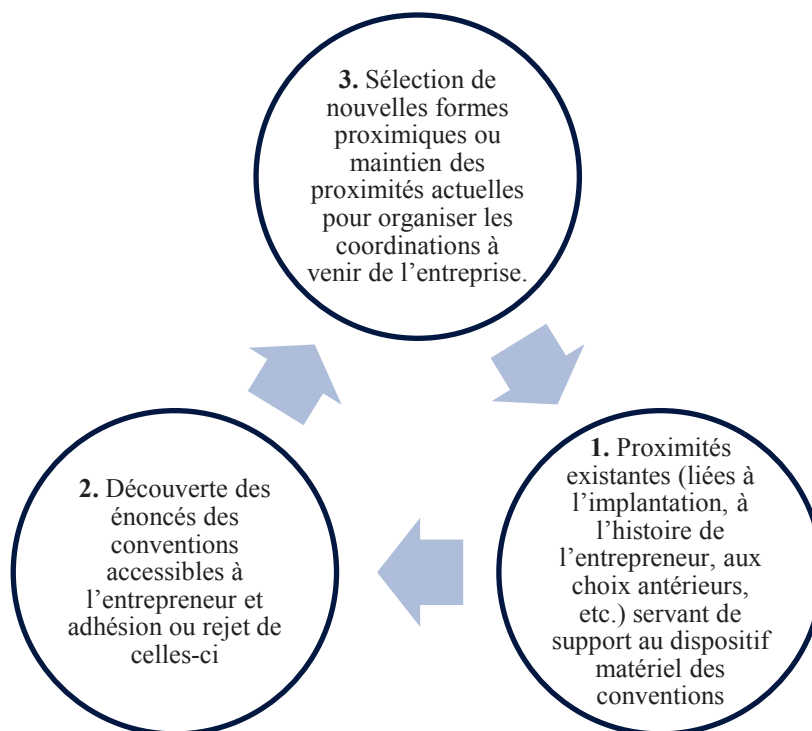 3. Sélection de
nouvelles formes
proximiques ou
maintien des
proximités actuelles
pour organiser les
coordinations à
venir de l’entreprise.
1. Proximités
existantes (liées à
l’implantation, à
l’histoire de
l’entrepreneur, aux
choix antérieurs,
etc.) servant de
support au dispositif
matériel des
conventions
2. Découverte des
énoncés des
conventions
accessibles à
l’entrepreneur et
adhésion ou rejet de
celles-ci